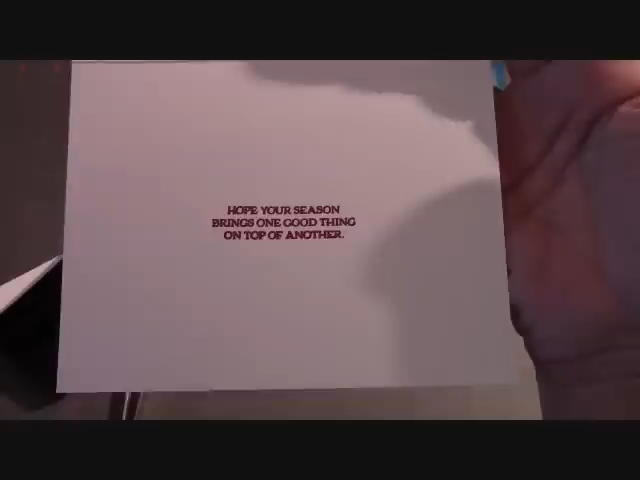 HOPE YOUR SEASON
BRINGS ONE GOOD THING
ON TOP OF ANOTHER.